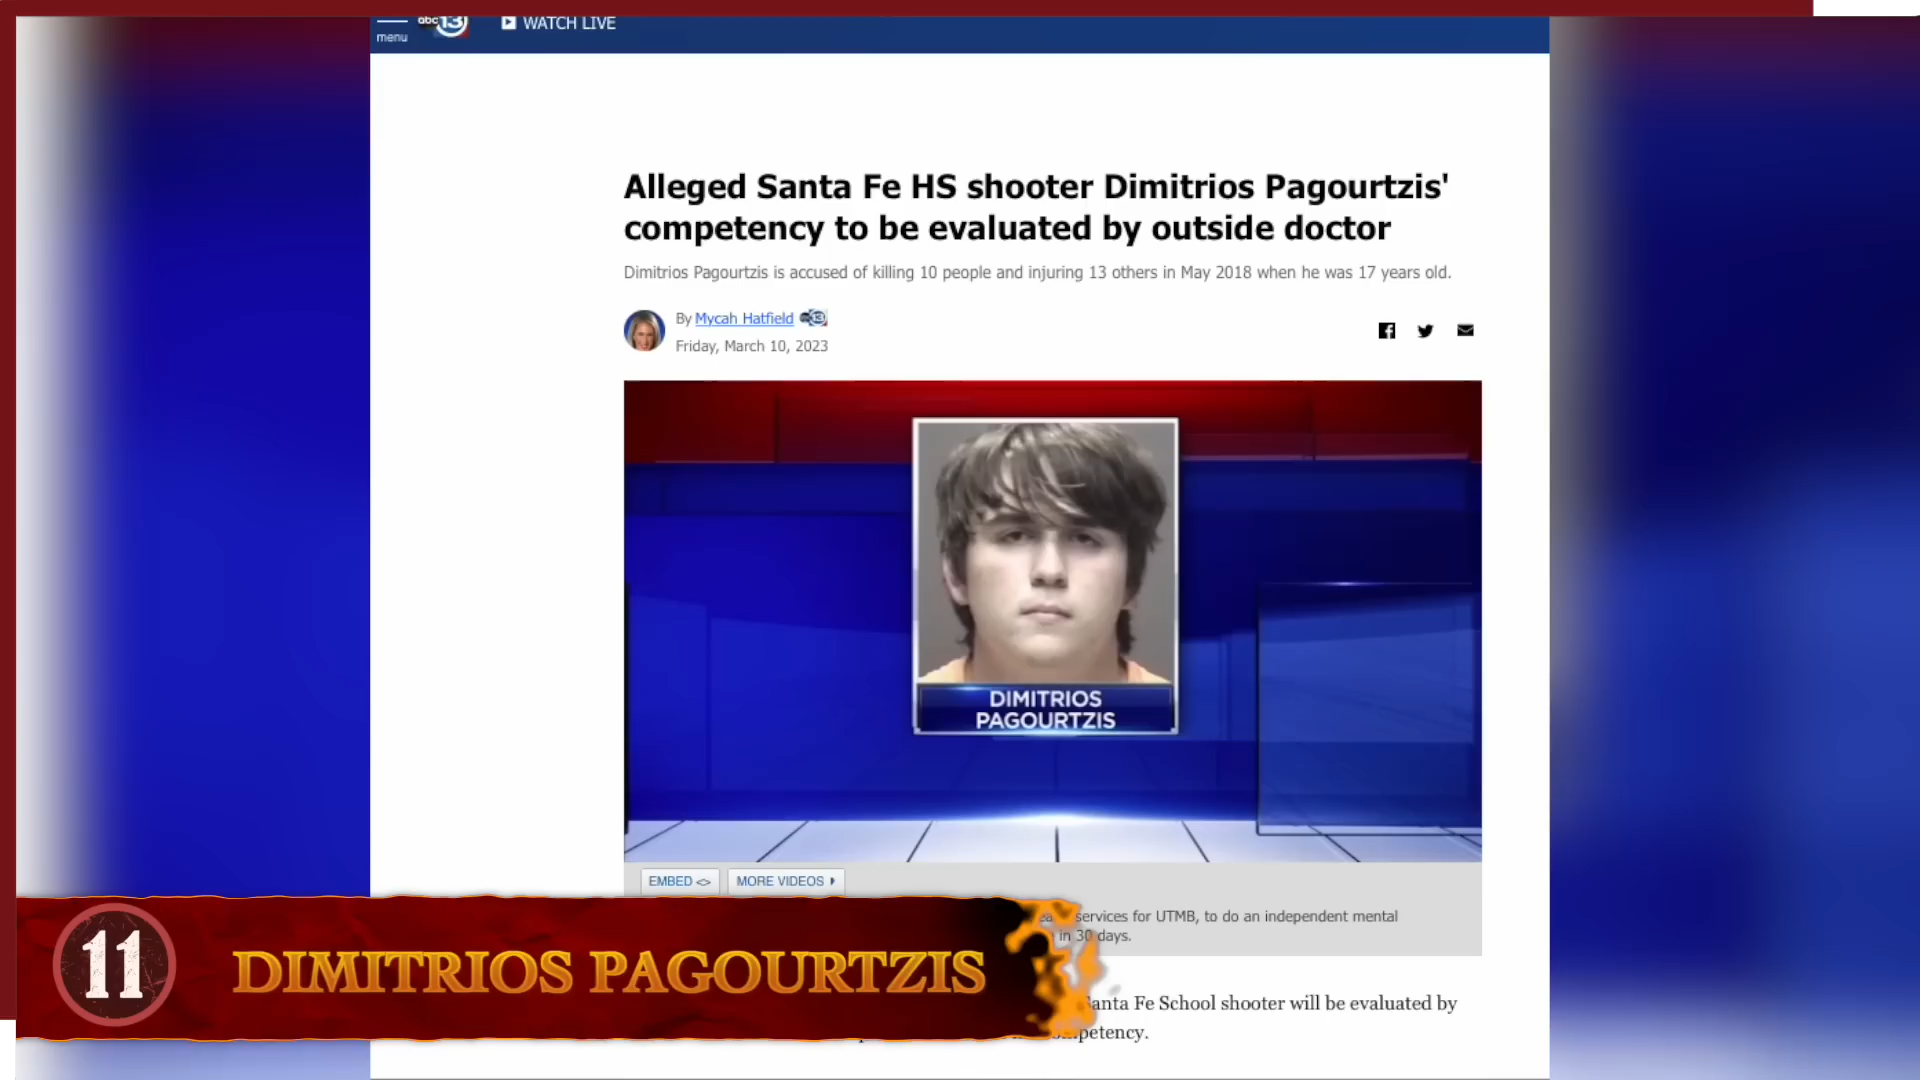 menu
abc13
WATCH LIVE
Alleged Santa Fe HS shooter Dimitrios Pagourtzis'
competency to be evaluated by outside doctor
Dimitrios Pagourtzis is accused of killing 10 people and injuring 13 others in May 2018 when he was 17 years old.
By Mycah Hatfield
Friday, March 10, 2023
DIMITRIOS
PAGOURTZIS
EMBED <>
MORE VIDEOS
services for UTMB, to do an independent mental
in 30 days.
11
DIMITRIOS PAGOURTZIS
Santa Fe School shooter will be evaluated by